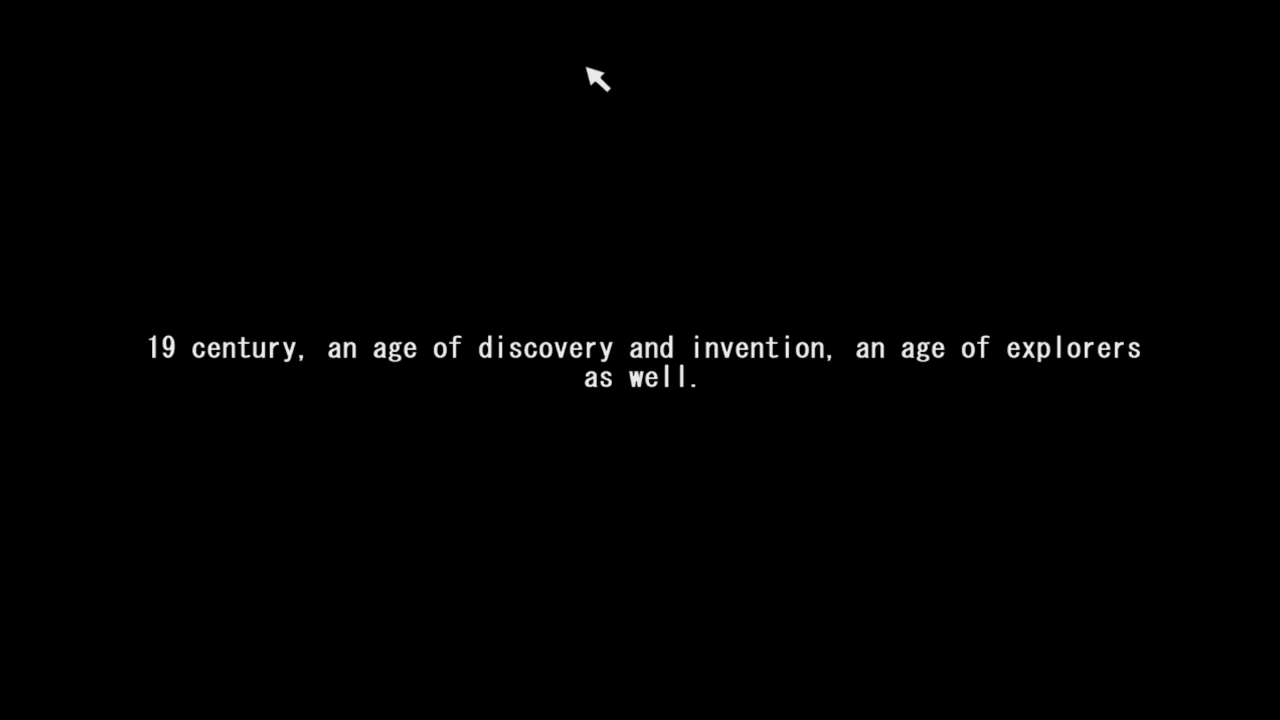 19 century, an age of discovery and invention, an age of explorers
as well.